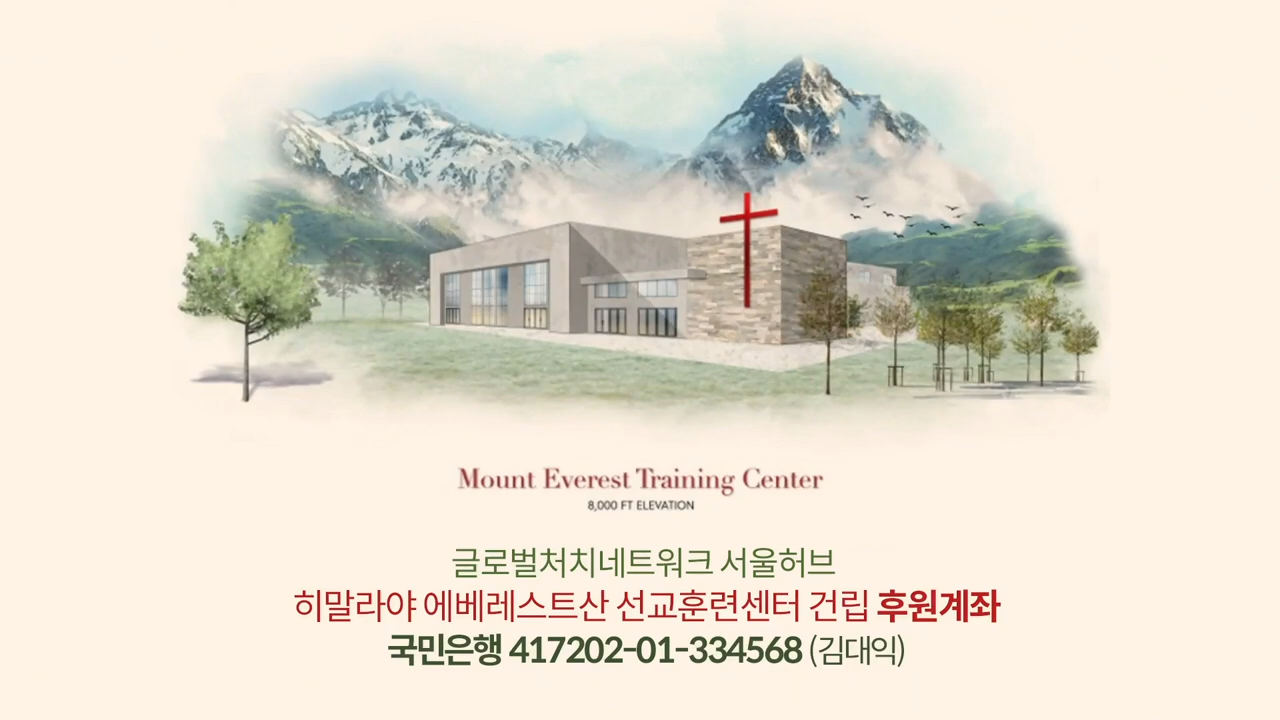 Mount Everest Training Center
8,000 FT ELEVATION
글로벌처치네트워크 서울허브
히말라야 에베레스트산 선교훈련센터 건립 후원계좌
국민은행 417202-01-334568 (김대익)